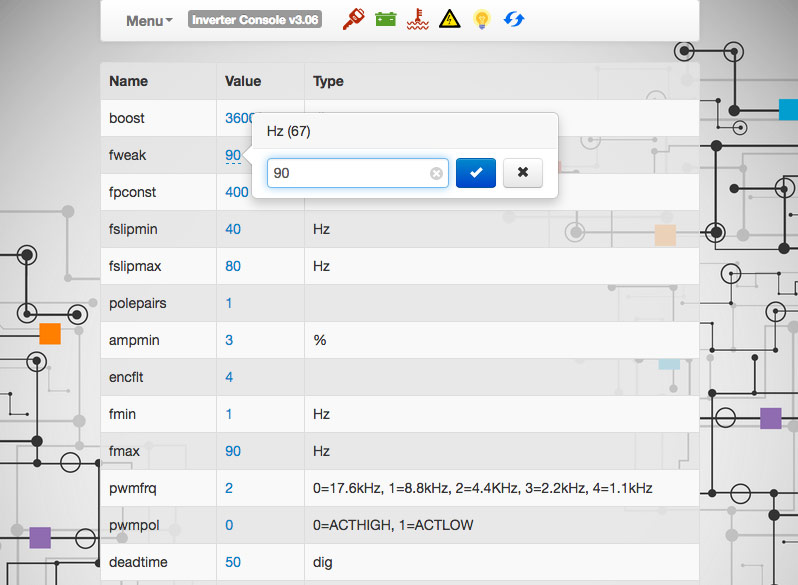 Menu Inverter Console v3.06
Name Value Type
boost 3600
Hz (67)
fweak 90
90
fpconst 400
fslipmin 40 Hz
fslipmax 80 Hz
polepairs 1
ampmin 3 %
encflt 4
fmin 1 Hz
fmax 90 Hz
pwmfrq 2 0=17.6kHz, 1=8.8kHz, 2=4.4KHz, 3=2.2kHz, 4=1.1kHz
pwmpol 0 0=ACTHIGH, 1=ACTLOW
deadtime 50 dig